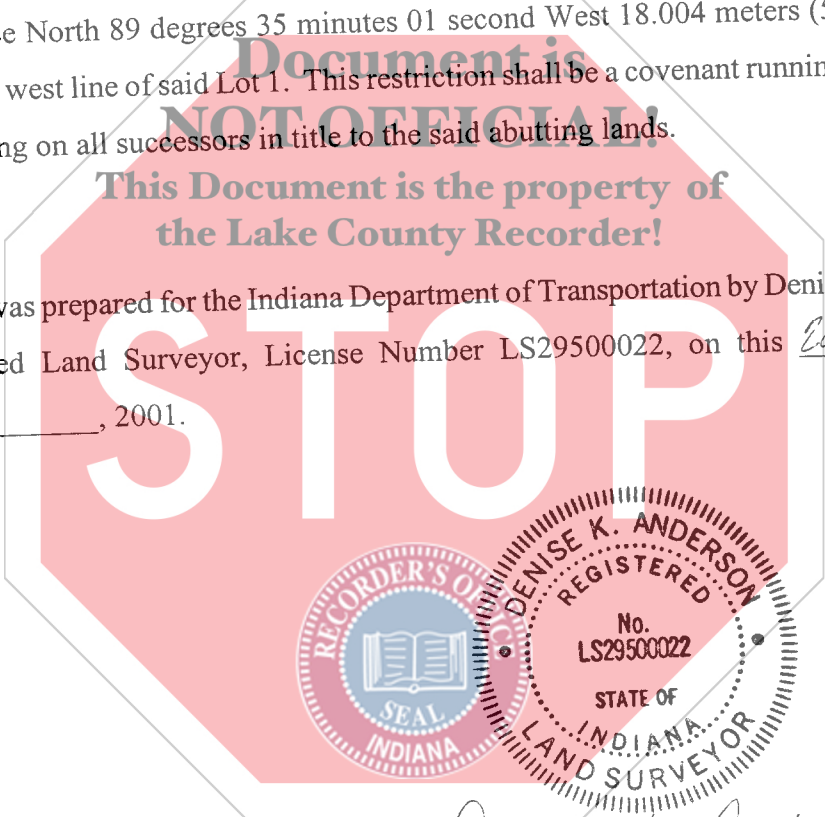 e North 89 degrees 35 minutes 01 second West 18.004 meters (
Document is
west line of said Lot 1. This restriction shall be a covenant runnin
NOT OFFICIAL!
ng on all successors in title to the said abutting lands.
This Document is the property of
the Lake County Recorder!
was prepared for the Indiana Department of Transportation by Deni
ed Land Surveyor, License Number LS29500022, on this
, 2001.
STOP
RECORDER'S OFFICE
SEAL
INDIANA
DENISE K. ANDERSON
REGISTERED
No.
LS29500022
STATE OF
INDIANA
LAND SURVEYOR